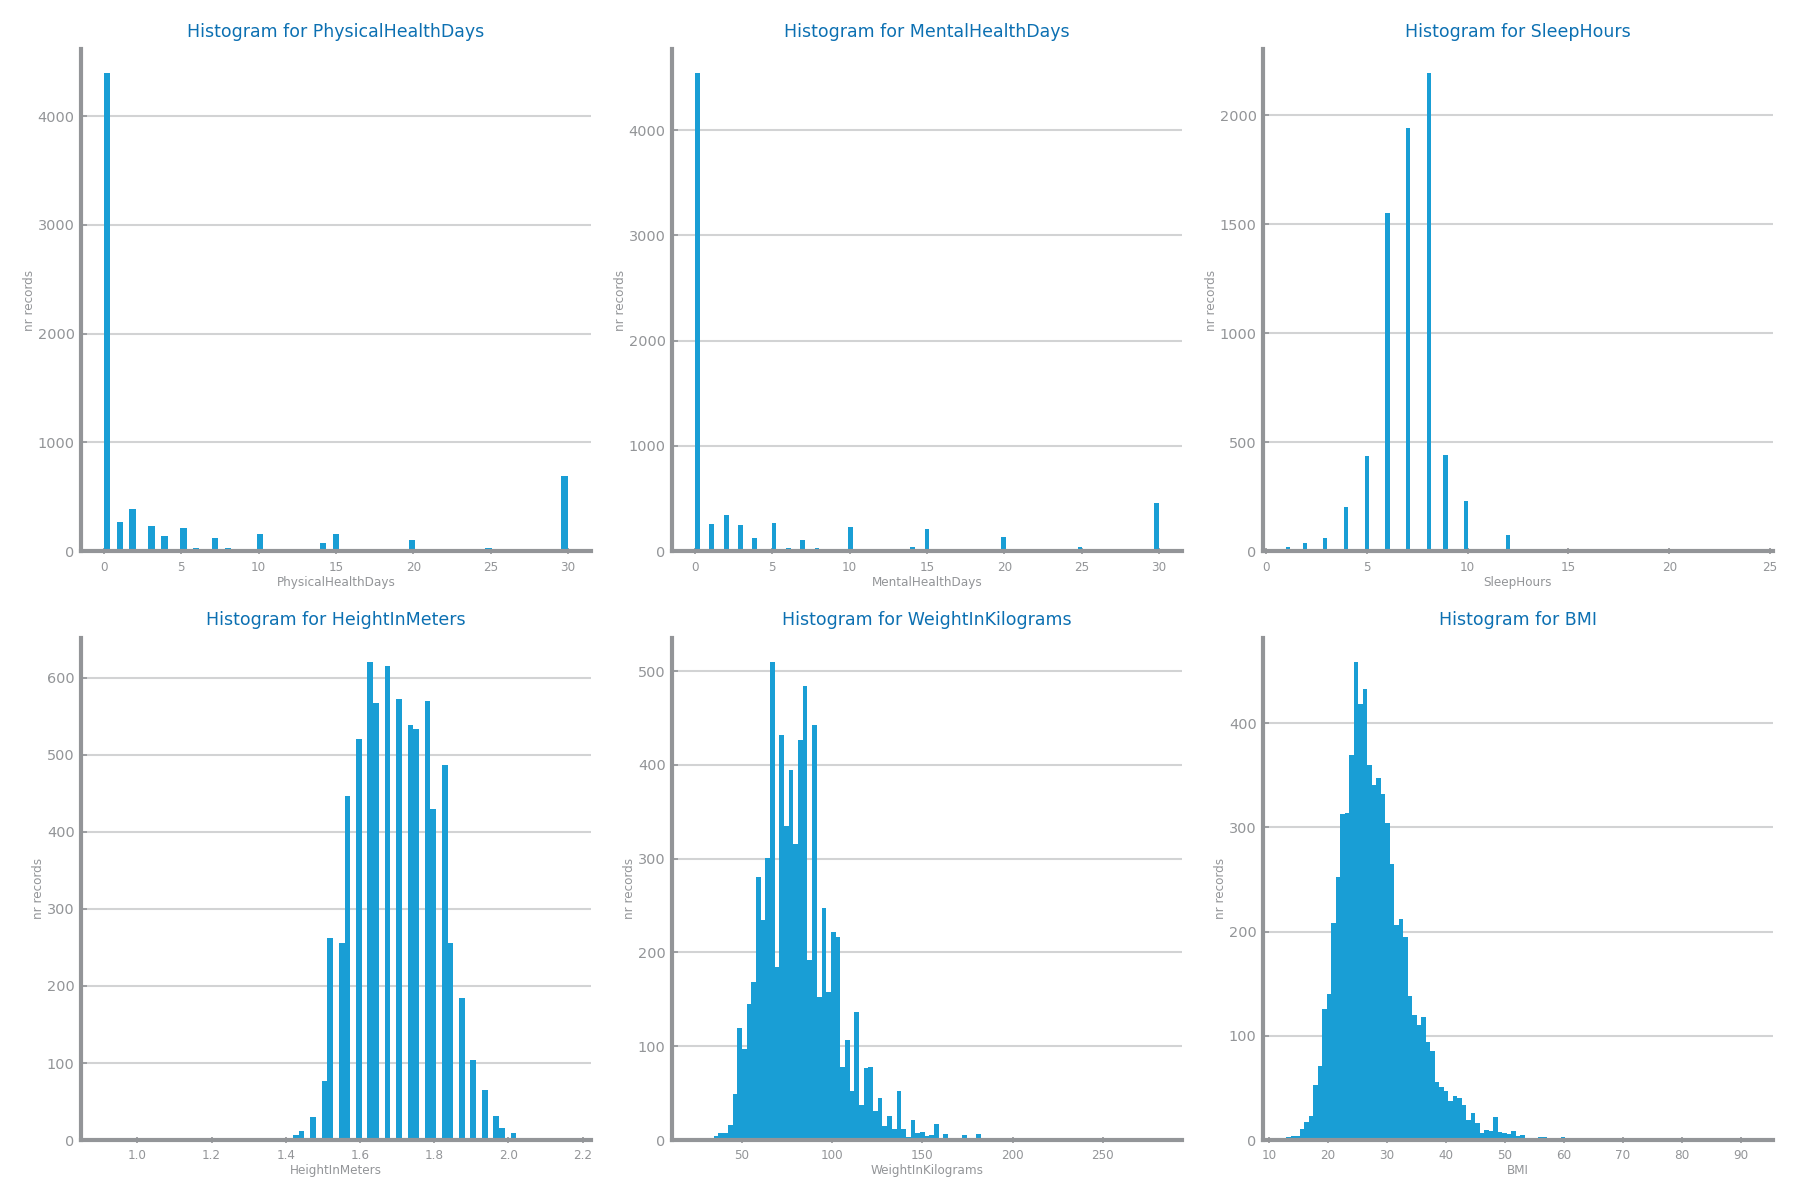 Histogram for PhysicalHealthDays
nr records
4000
3000
2000
1000
0
0 5 10 15 20 25 30
PhysicalHealthDays
Histogram for MentalHealthDays
nr records
4000
3000
2000
1000
0
0 5 10 15 20 25 30
MentalHealthDays
Histogram for SleepHours
nr records
2000
1500
1000
500
0
0 5 10 15 20 25
SleepHours
Histogram for HeightInMeters
nr records
600
500
400
300
200
100
0
1.0 1.2 1.4 1.6 1.8 2.0 2.2
HeightInMeters
Histogram for WeightInKilograms
nr records
500
400
300
200
100
0
50 100 150 200 250
WeightInKilograms
Histogram for BMI
nr records
400
300
200
100
0
10 20 30 40 50 60 70 80 90
BMI